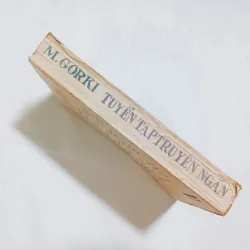 M. GORKI TUYỂN TẬP TRUYỆN NGẮN